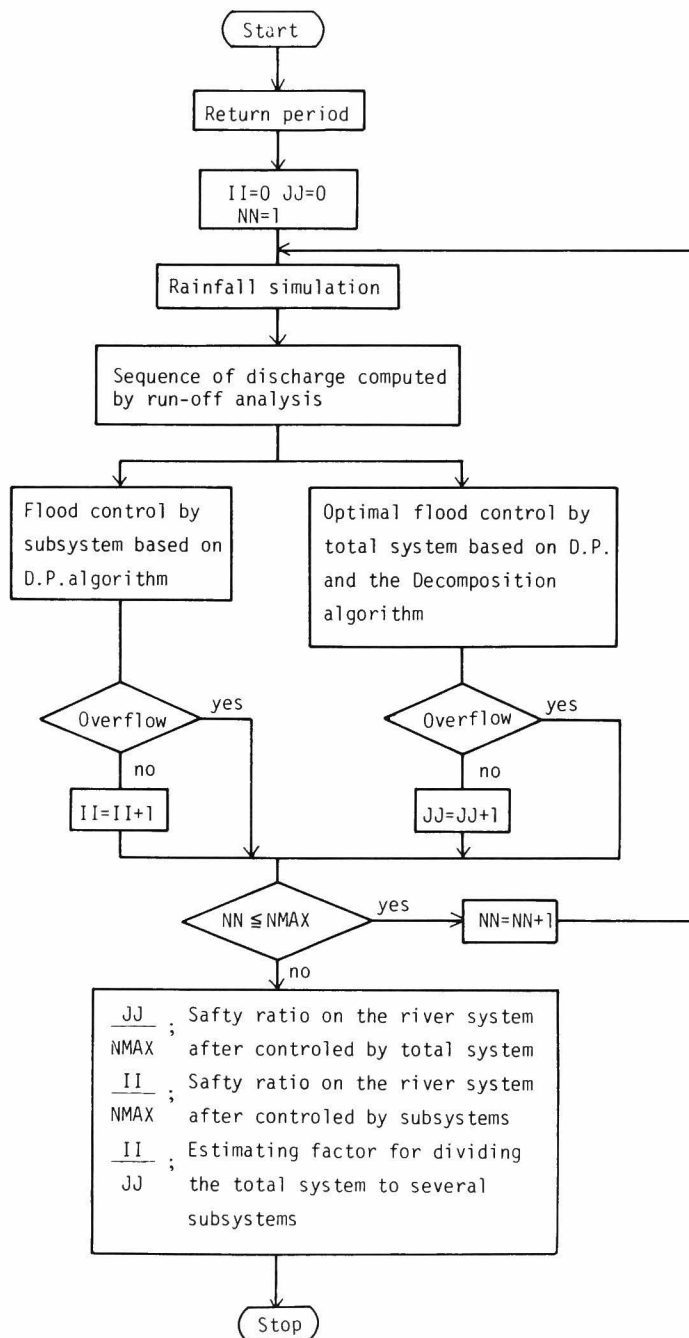 Start
Return period
II=0 JJ=0
NN=1
Rainfall simulation
Sequence of discharge computed
by run-off analysis
Flood control by
subsystem based on
D.P.algorithm
Optimal flood control by
total system based on D.P.
and the Decomposition
algorithm
Overflow
yes
no
II=II+1
Overflow
yes
no
JJ=JJ+1
NN≦NMAX
yes
NN=NN+1
no
JJ ; Safty ratio on the river system
NMAX after controled by total system
II ; Safty ratio on the river system
NMAX after controled by subsystems
II ; Estimating factor for dividing
JJ the total system to several
subsystems
Stop